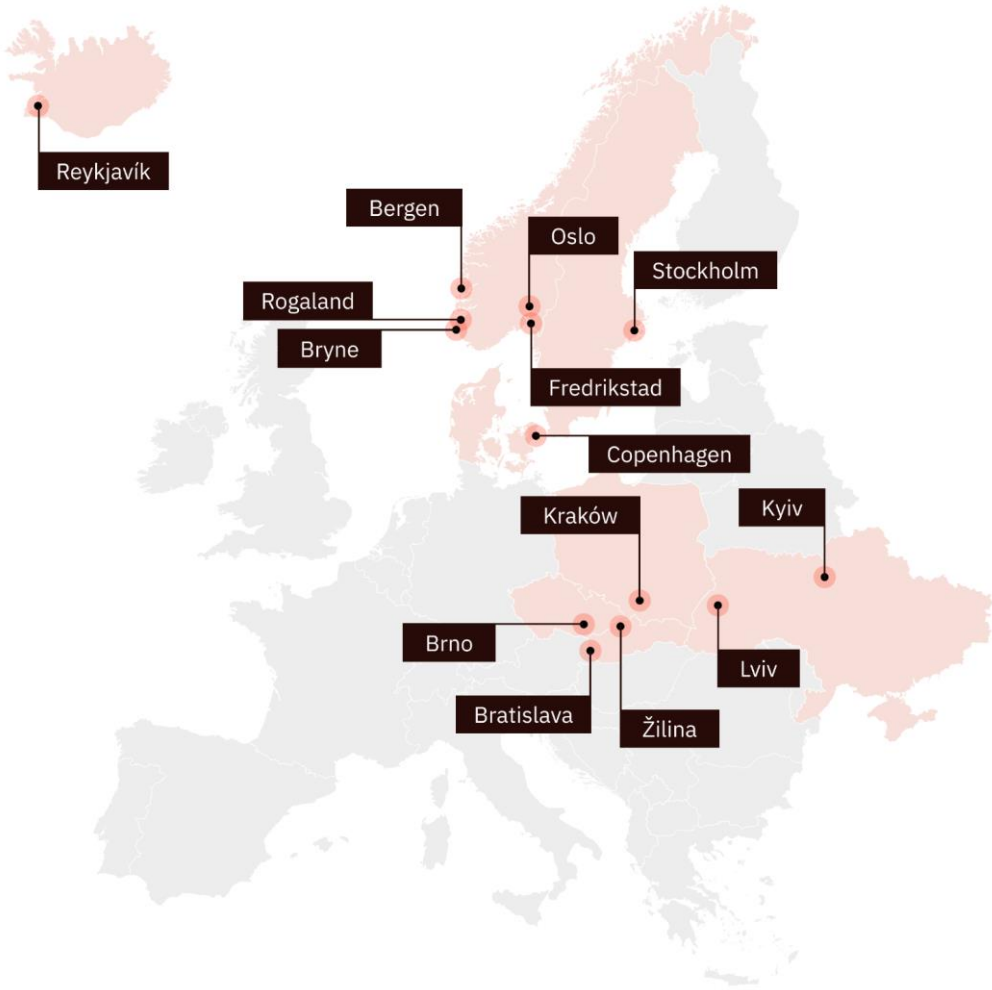 Reykjavík
Bergen
Oslo
Stockholm
Rogaland
Bryne
Fredrikstad
Copenhagen
Kraków
Kyiv
Brno
Lviv
Bratislava
Žilina